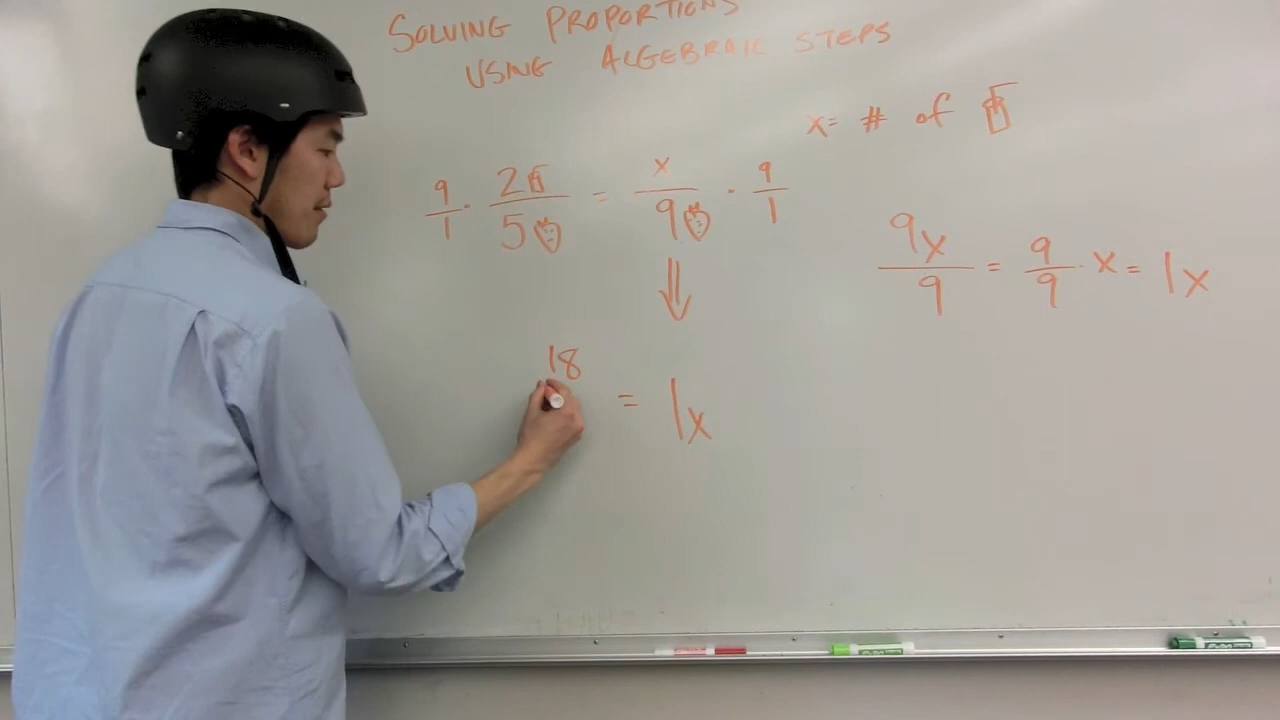 SOLVING PROPORTIONS
USING ALGEBRAIC STEPS
x = # of
9/1 · 2/5 = x/9 · 9/1
9x/9 = 9/9 · x = 1x
18 = 1x